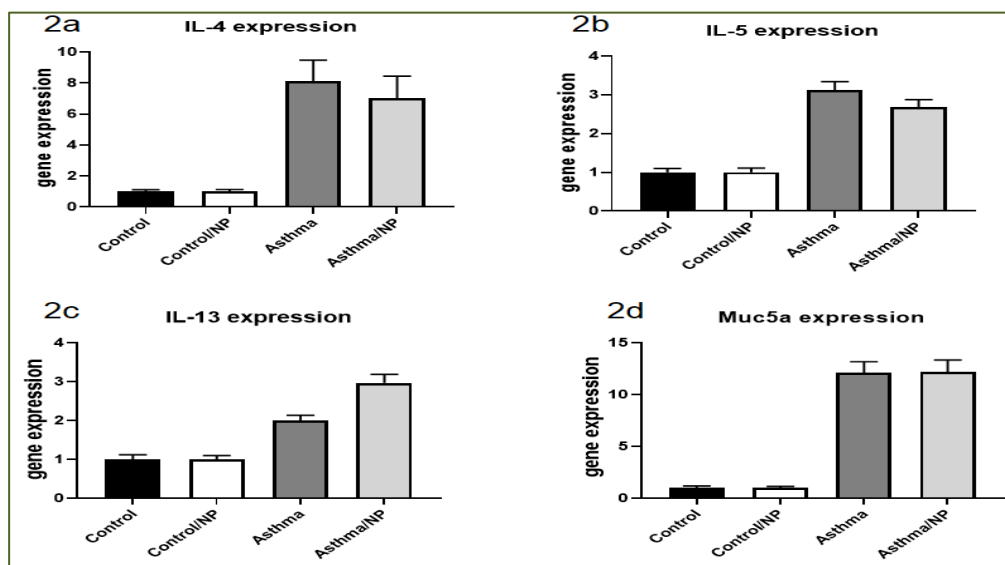 2a
IL-4 expression
gene expression
10
8
6
4
2
0
Control
Control/NP
Asthma
Asthma/NP
2b
IL-5 expression
gene expression
4
3
2
1
0
Control
Control/NP
Asthma
Asthma/NP
2c
IL-13 expression
gene expression
4
3
2
1
0
Control
Control/NP
Asthma
Asthma/NP
2d
Muc5a expression
gene expression
15
10
5
0
Control
Control/NP
Asthma
Asthma/NP